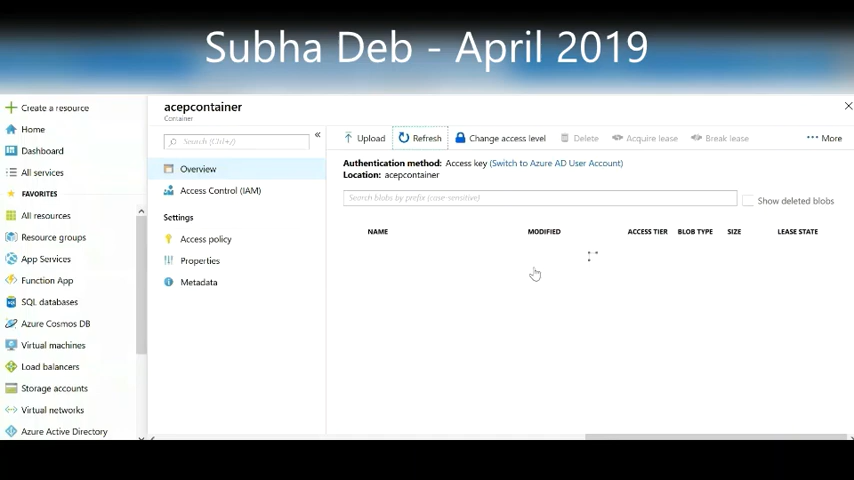 Subha Deb - April 2019
Create a resource
Home
Dashboard
All services
FAVORITES
All resources
Resource groups
App Services
Function App
SQL databases
Azure Cosmos DB
Virtual machines
Load balancers
Storage accounts
Virtual networks
Azure Active Directory
acepcontainer
Container
Search (Ctrl+/)
«
Overview
Access Control (IAM)
Settings
Access policy
Properties
Metadata
Upload
Refresh
Change access level
Delete
Acquire lease
Break lease
More
Authentication method: Access key (Switch to Azure AD User Account)
Location: acepcontainer
Search blobs by prefix (case-sensitive)
Show deleted blobs
NAME MODIFIED ACCESS TIER BLOB TYPE SIZE LEASE STATE